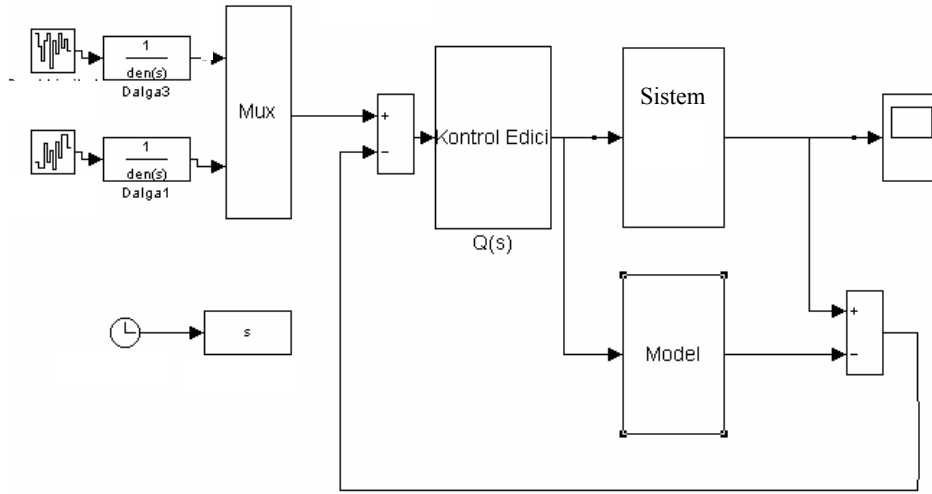 1
den(s)
Dalga3
Mux
1
den(s)
Dalga1
+
−
Kontrol Edici
Q(s)
Sistem
s
Model
+
−